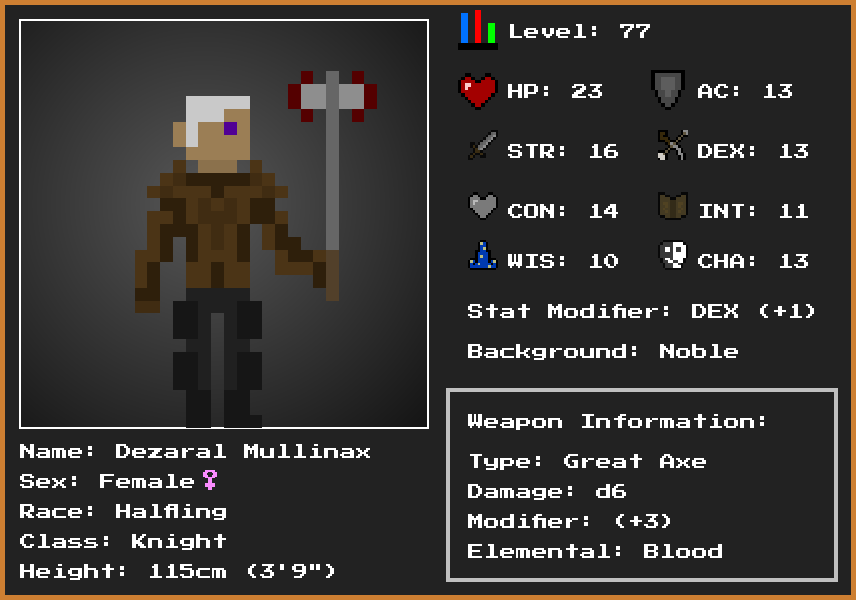 Level: 77
HP: 23
AC: 13
STR: 16
DEX: 13
CON: 14
INT: 11
WIS: 10
CHA: 13
Stat Modifier: DEX (+1)
Background: Noble
Weapon Information:
Type: Great Axe
Damage: d6
Modifier: (+3)
Elemental: Blood
Name: Dezaral Mullinax
Sex: Female♀
Race: Halfling
Class: Knight
Height: 115cm (3'9")